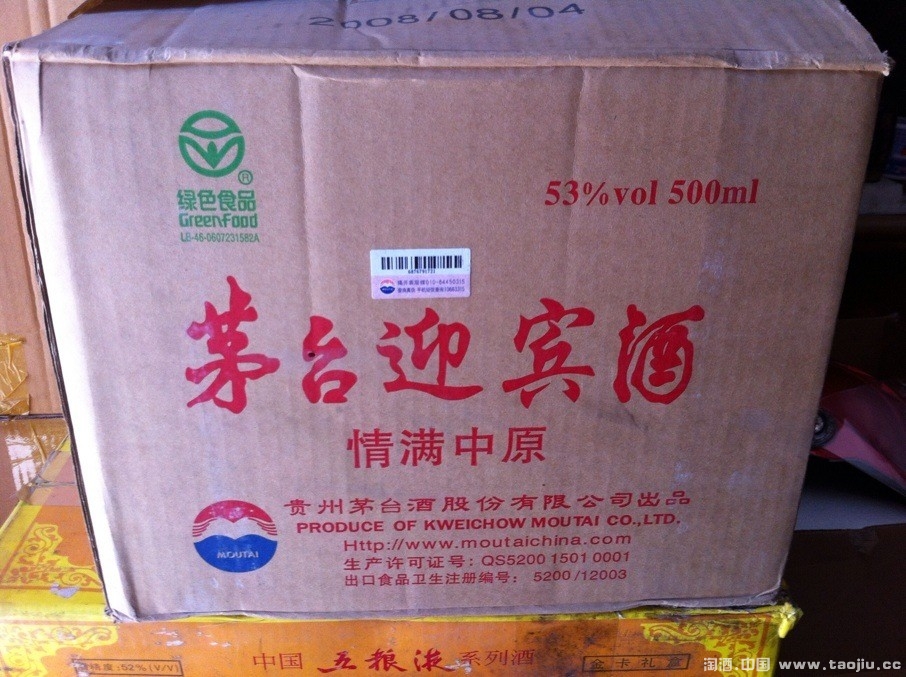 2008/08/04
绿色食品
GreenFood
LB-46-0607231582A
53%vol 500ml
茅台迎宾酒
情满中原
贵州茅台酒股份有限公司出品
PRODUCE OF KWEICHOW MOUTAI CO.,LTD.
MOUTAI
Http://www.moutaichina.com
生产许可证号：QS5200 1501 0001
出口食品卫生注册编号：5200/12003
度:52%(V/V)
中国 五粮液 系列酒
金卡礼盒
淘酒.中国 www.taojiu.cc